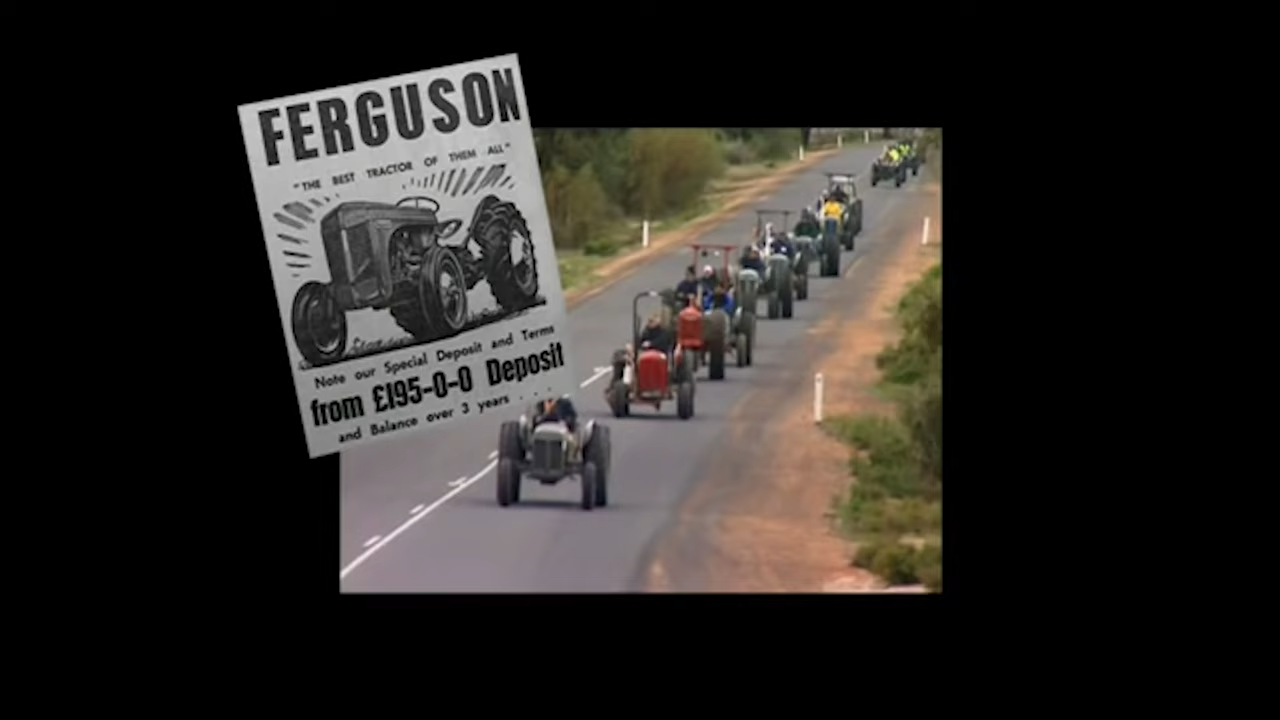 FERGUSON
"THE BEST TRACTOR OF THEM ALL"
Note our Special Deposit and Terms
from £195-0-0 Deposit
and Balance over 3 years . . .